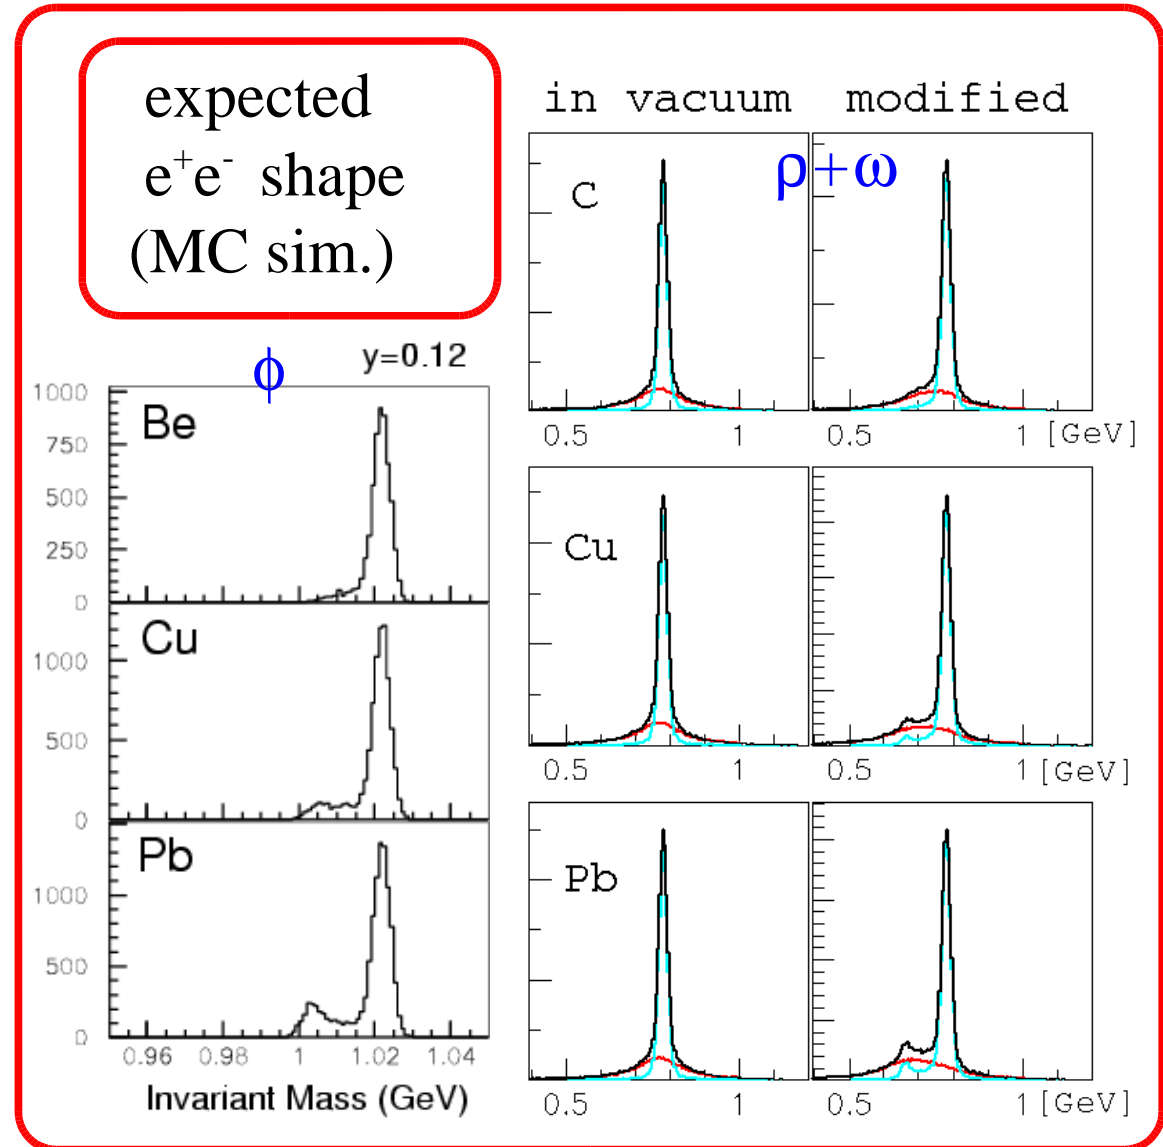 expected
e⁺e⁻ shape
(MC sim.)
in vacuum modified
ρ+ω
C
0.5 1 0.5 1 [GeV]
Cu
0.5 1 0.5 1 [GeV]
Pb
0.5 1 0.5 1 [GeV]
ϕ y=0.12
1000
750
500
250
0
Be
1000
500
0
Cu
1000
500
0
Pb
0.96 0.98 1 1.02 1.04
Invariant Mass (GeV)